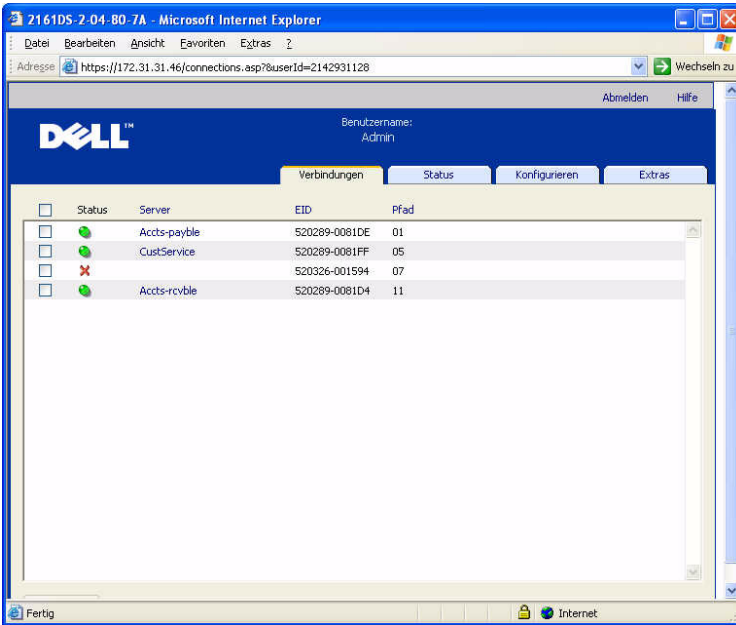 2161DS-2-04-80-7A - Microsoft Internet Explorer
Datei Bearbeiten Ansicht Favoriten Extras ?
Adresse https://172.31.31.46/connections.asp?&userId=2142931128 Wechseln zu
Abmelden Hilfe
DELL™
Benutzername:
Admin
Verbindungen Status Konfigurieren Extras
Status Server EID Pfad
Accts-payble 520289-0081DE 01
CustService 520289-0081FF 05
520326-001594 07
Accts-rcvble 520289-0081D4 11
Fertig Internet